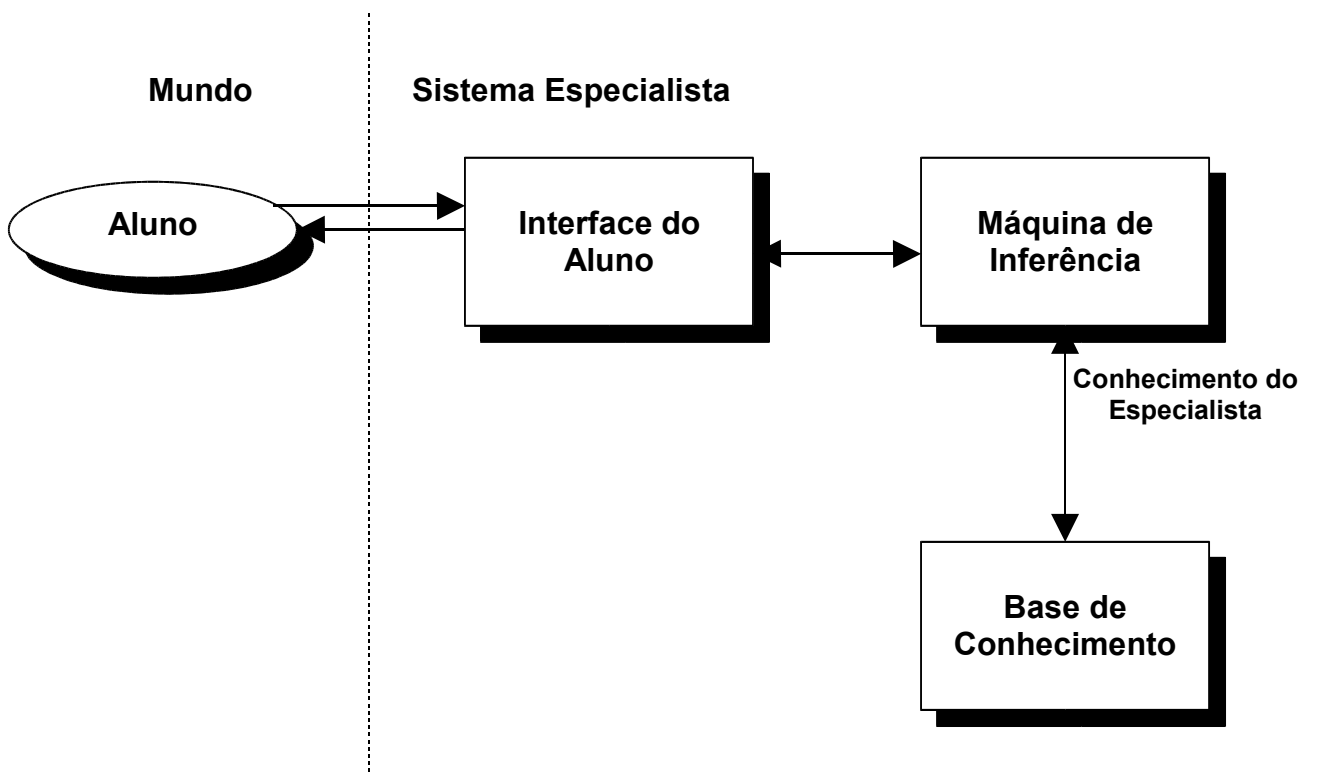 Mundo
Sistema Especialista
Aluno
Interface do
Aluno
Máquina de
Inferência
Conhecimento do
Especialista
Base de
Conhecimento